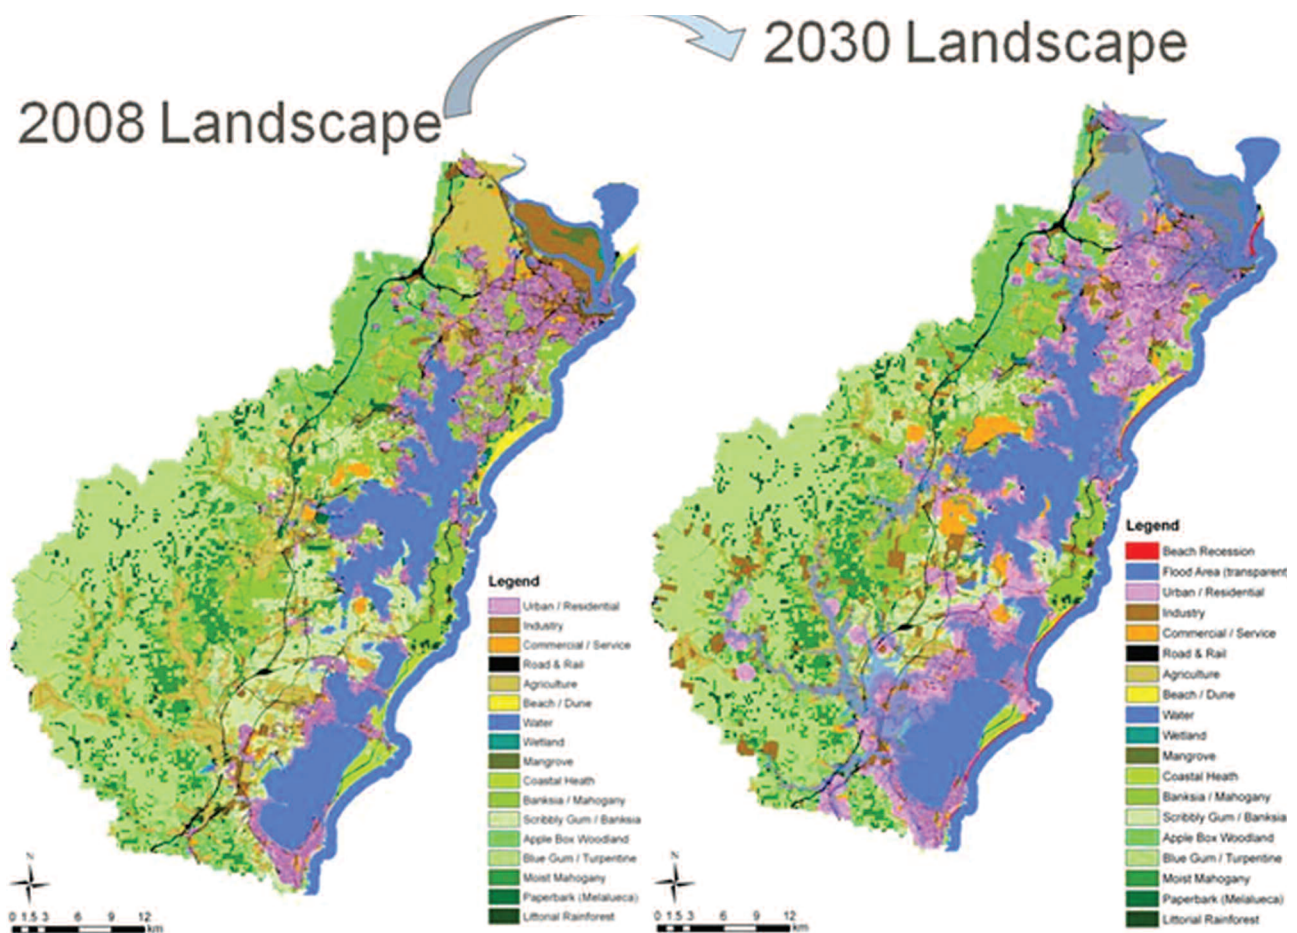 2008 Landscape
2030 Landscape
Legend
Urban / Residential
Industry
Commercial / Service
Road & Rail
Agriculture
Beach / Dune
Water
Wetland
Mangrove
Coastal Heath
Banksia / Mahogany
Scribbly Gum / Banksia
Apple Box Woodland
Blue Gum / Turpentine
Moist Mahogany
Paperbark (Melalueca)
Littorial Rainforest
N
0 1.5 3 6 9 12
km
Legend
Beach Recession
Flood Area (transparent
Urban / Residential
Industry
Commercial / Service
Road & Rail
Agriculture
Beach / Dune
Water
Wetland
Mangrove
Coastal Heath
Banksia / Mahogany
Scribbly Gum / Banksia
Apple Box Woodland
Blue Gum / Turpentine
Moist Mahogany
Paperbark (Melalueca)
Littorial Rainforest
N
0 1.5 3 6 9 12
km